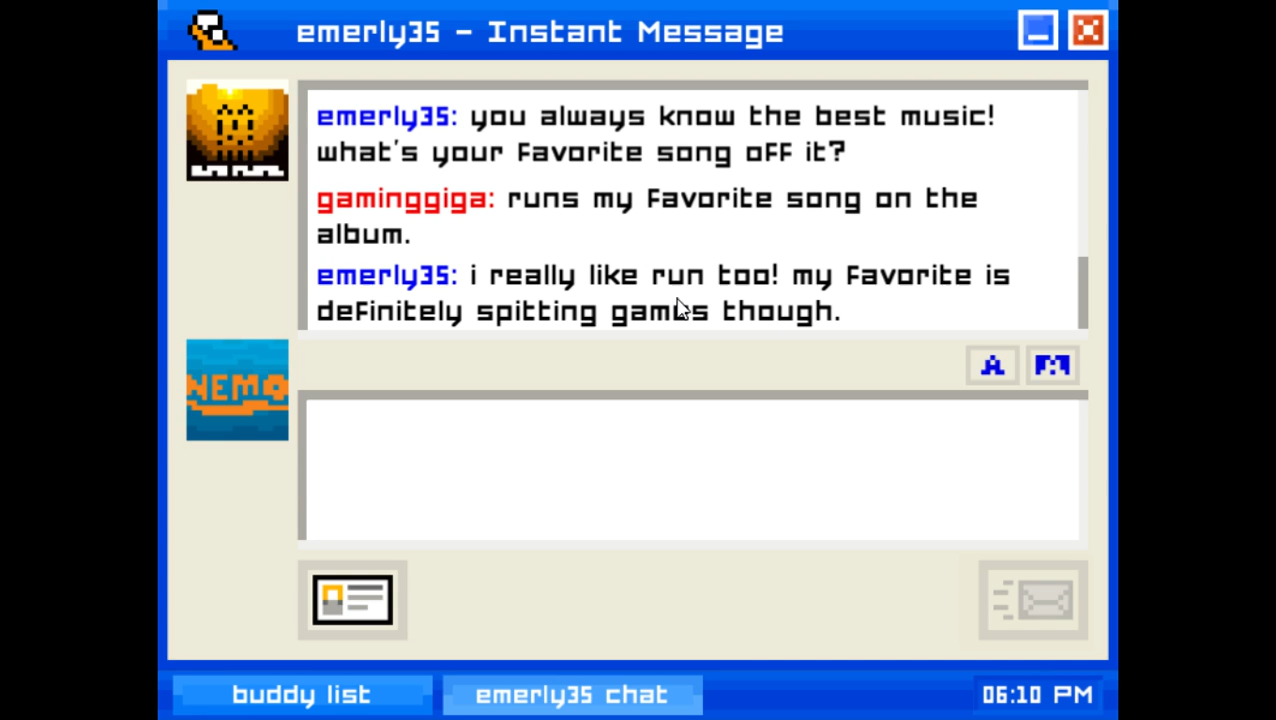 emerly35 - Instant Message
emerly35: you always know the best music!
what's your favorite song off it?
gaminggiga: runs my favorite song on the
album.
emerly35: i really like run too! my favorite is
definitely spitting games though.
A
NEMO
buddy list
emerly35 chat
06:10 PM